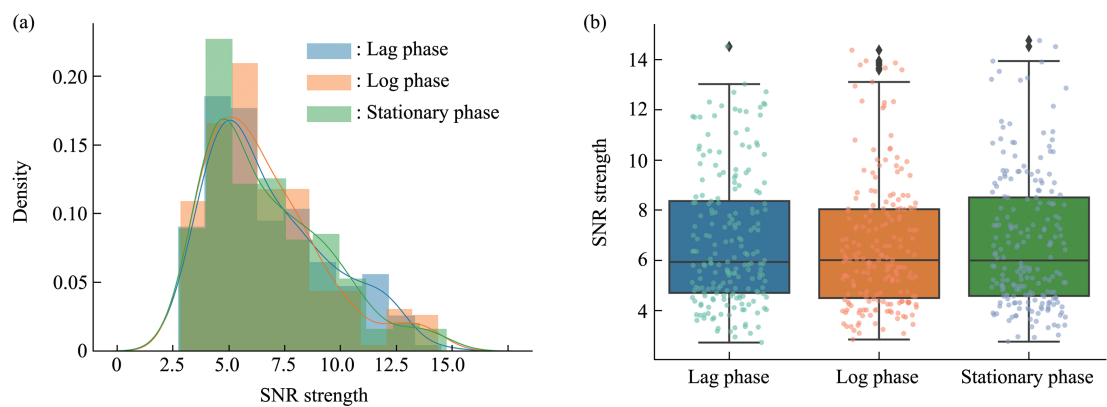 (a)
: Lag phase
: Log phase
: Stationary phase
0.20
0.15
0.10
0.05
0
Density
0 2.5 5.0 7.5 10.0 12.5 15.0
SNR strength
(b)
14
12
10
8
6
4
SNR strength
Lag phase Log phase Stationary phase